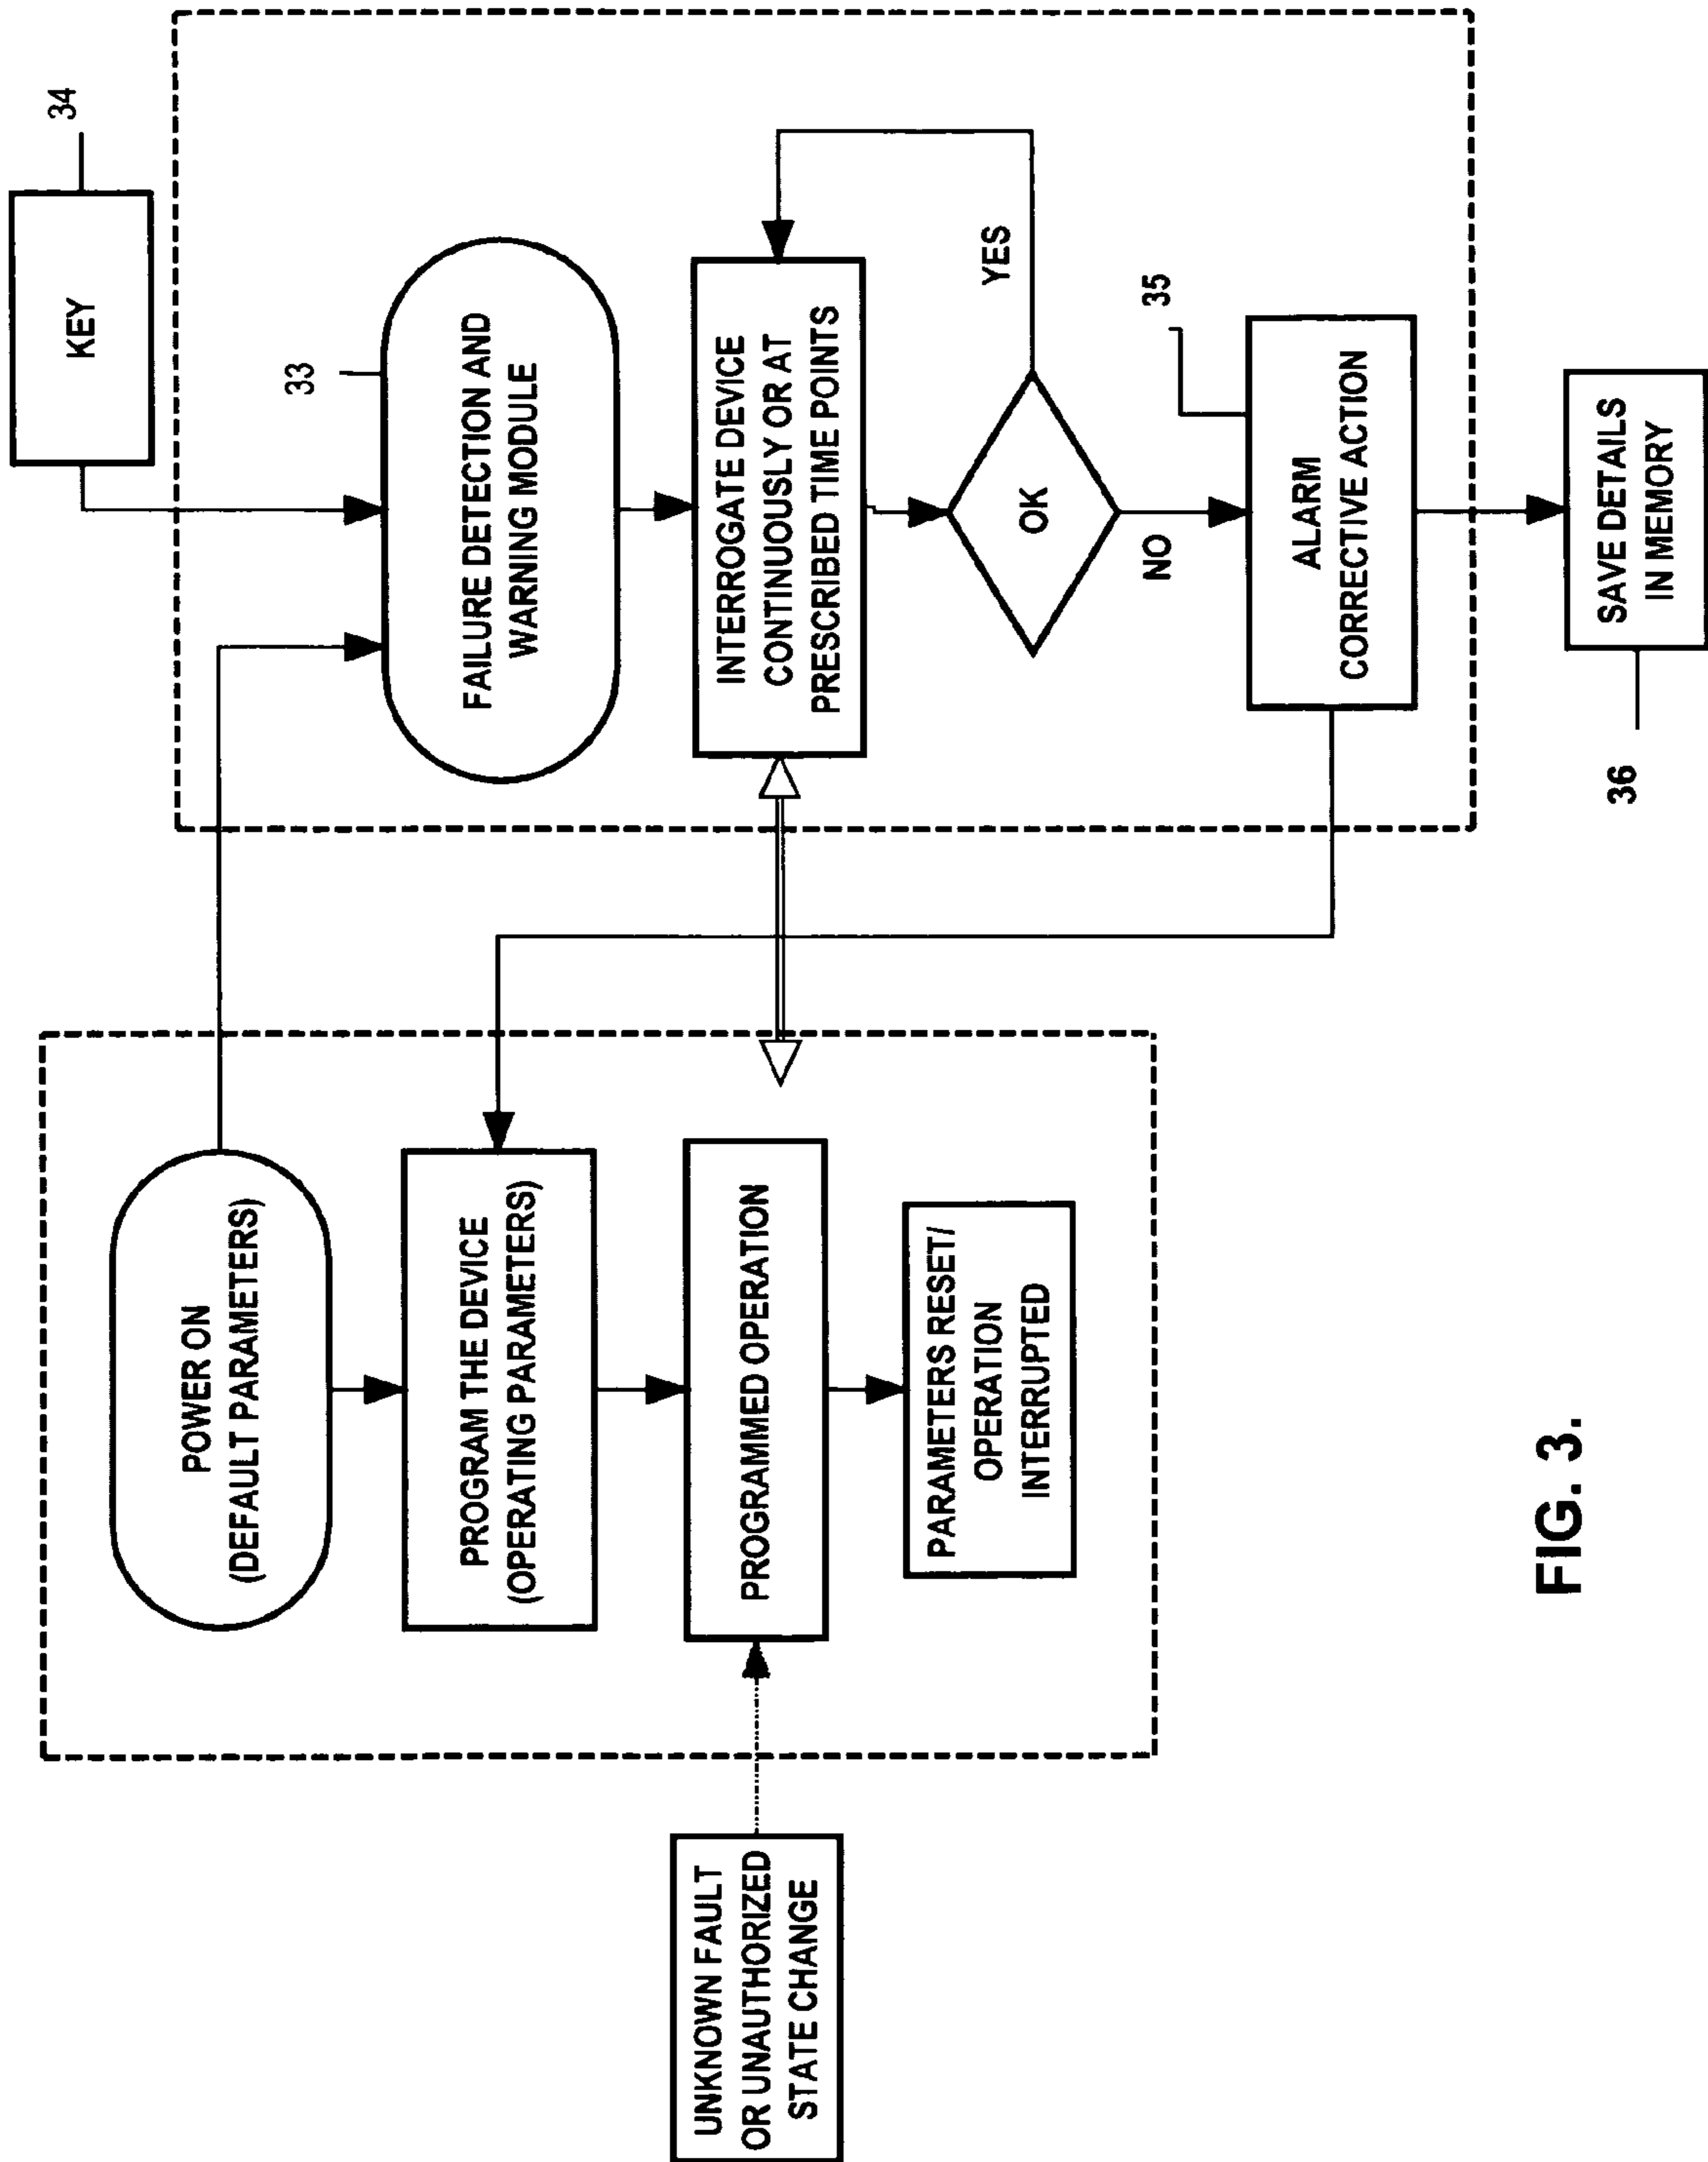 UNKNOWN FAULT
OR UNAUTHORIZED
STATE CHANGE
POWER ON
(DEFAULT PARAMETERS)
PROGRAM THE DEVICE
(OPERATING PARAMETERS)
PROGRAMMED OPERATION
PARAMETERS RESET/
OPERATION
INTERRUPTED
KEY
34
33
FAILURE DETECTION AND
WARNING MODULE
INTERROGATE DEVICE
CONTINUOUSLY OR AT
PRESCRIBED TIME POINTS
OK
YES
NO
35
ALARM
CORRECTIVE ACTION
SAVE DETAILS
IN MEMORY
36
FIG. 3.